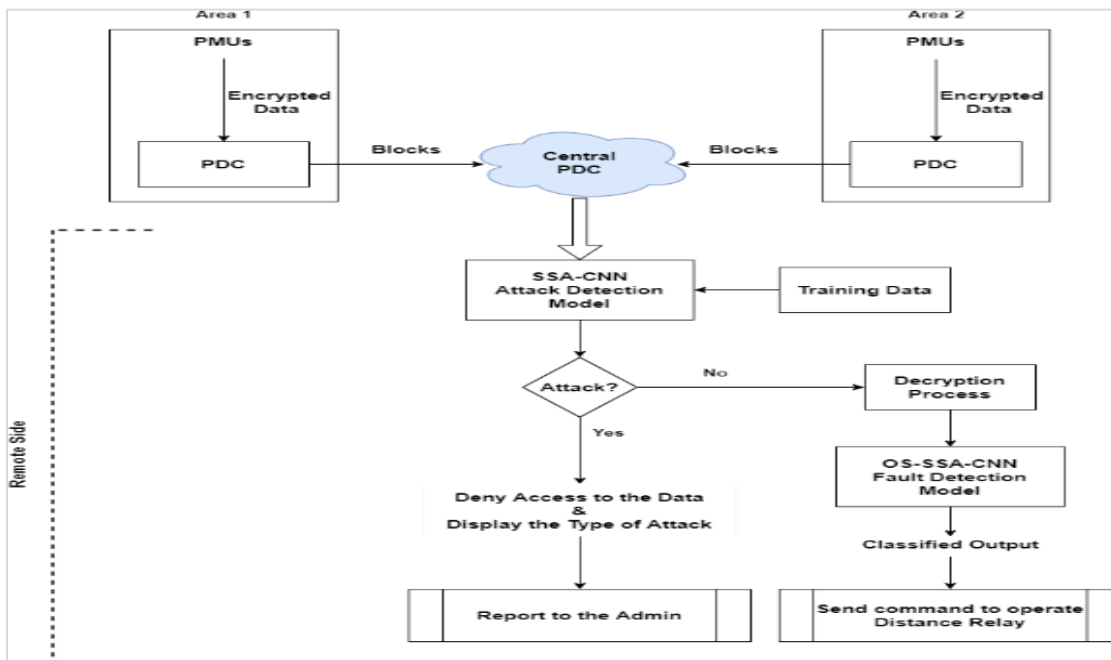 Area 1
Area 2
PMUs
PMUs
Encrypted
Data
Encrypted
Data
PDC
Blocks
Central
PDC
Blocks
PDC
SSA-CNN
Attack Detection
Model
Training Data
Attack?
No
Decryption
Process
Yes
OS-SSA-CNN
Fault Detection
Model
Deny Access to the Data
&
Display the Type of Attack
Classified Output
Report to the Admin
Send command to operate
Distance Relay
Remote Side